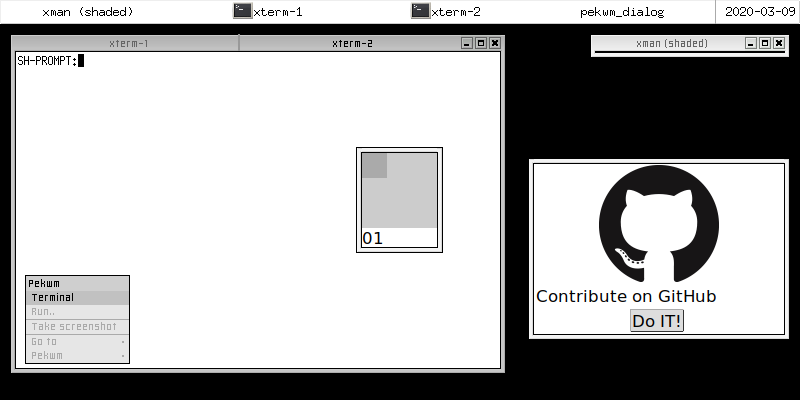 xman (shaded)
xterm-1
xterm-2
pekwm_dialog
2020-03-09
xterm-1
xterm-2
xman (shaded)
SH-PROMPT:
01
Contribute on GitHub
Do IT!
Pekwm
Terminal
Run..
Take screenshot
Go to
Pekwm